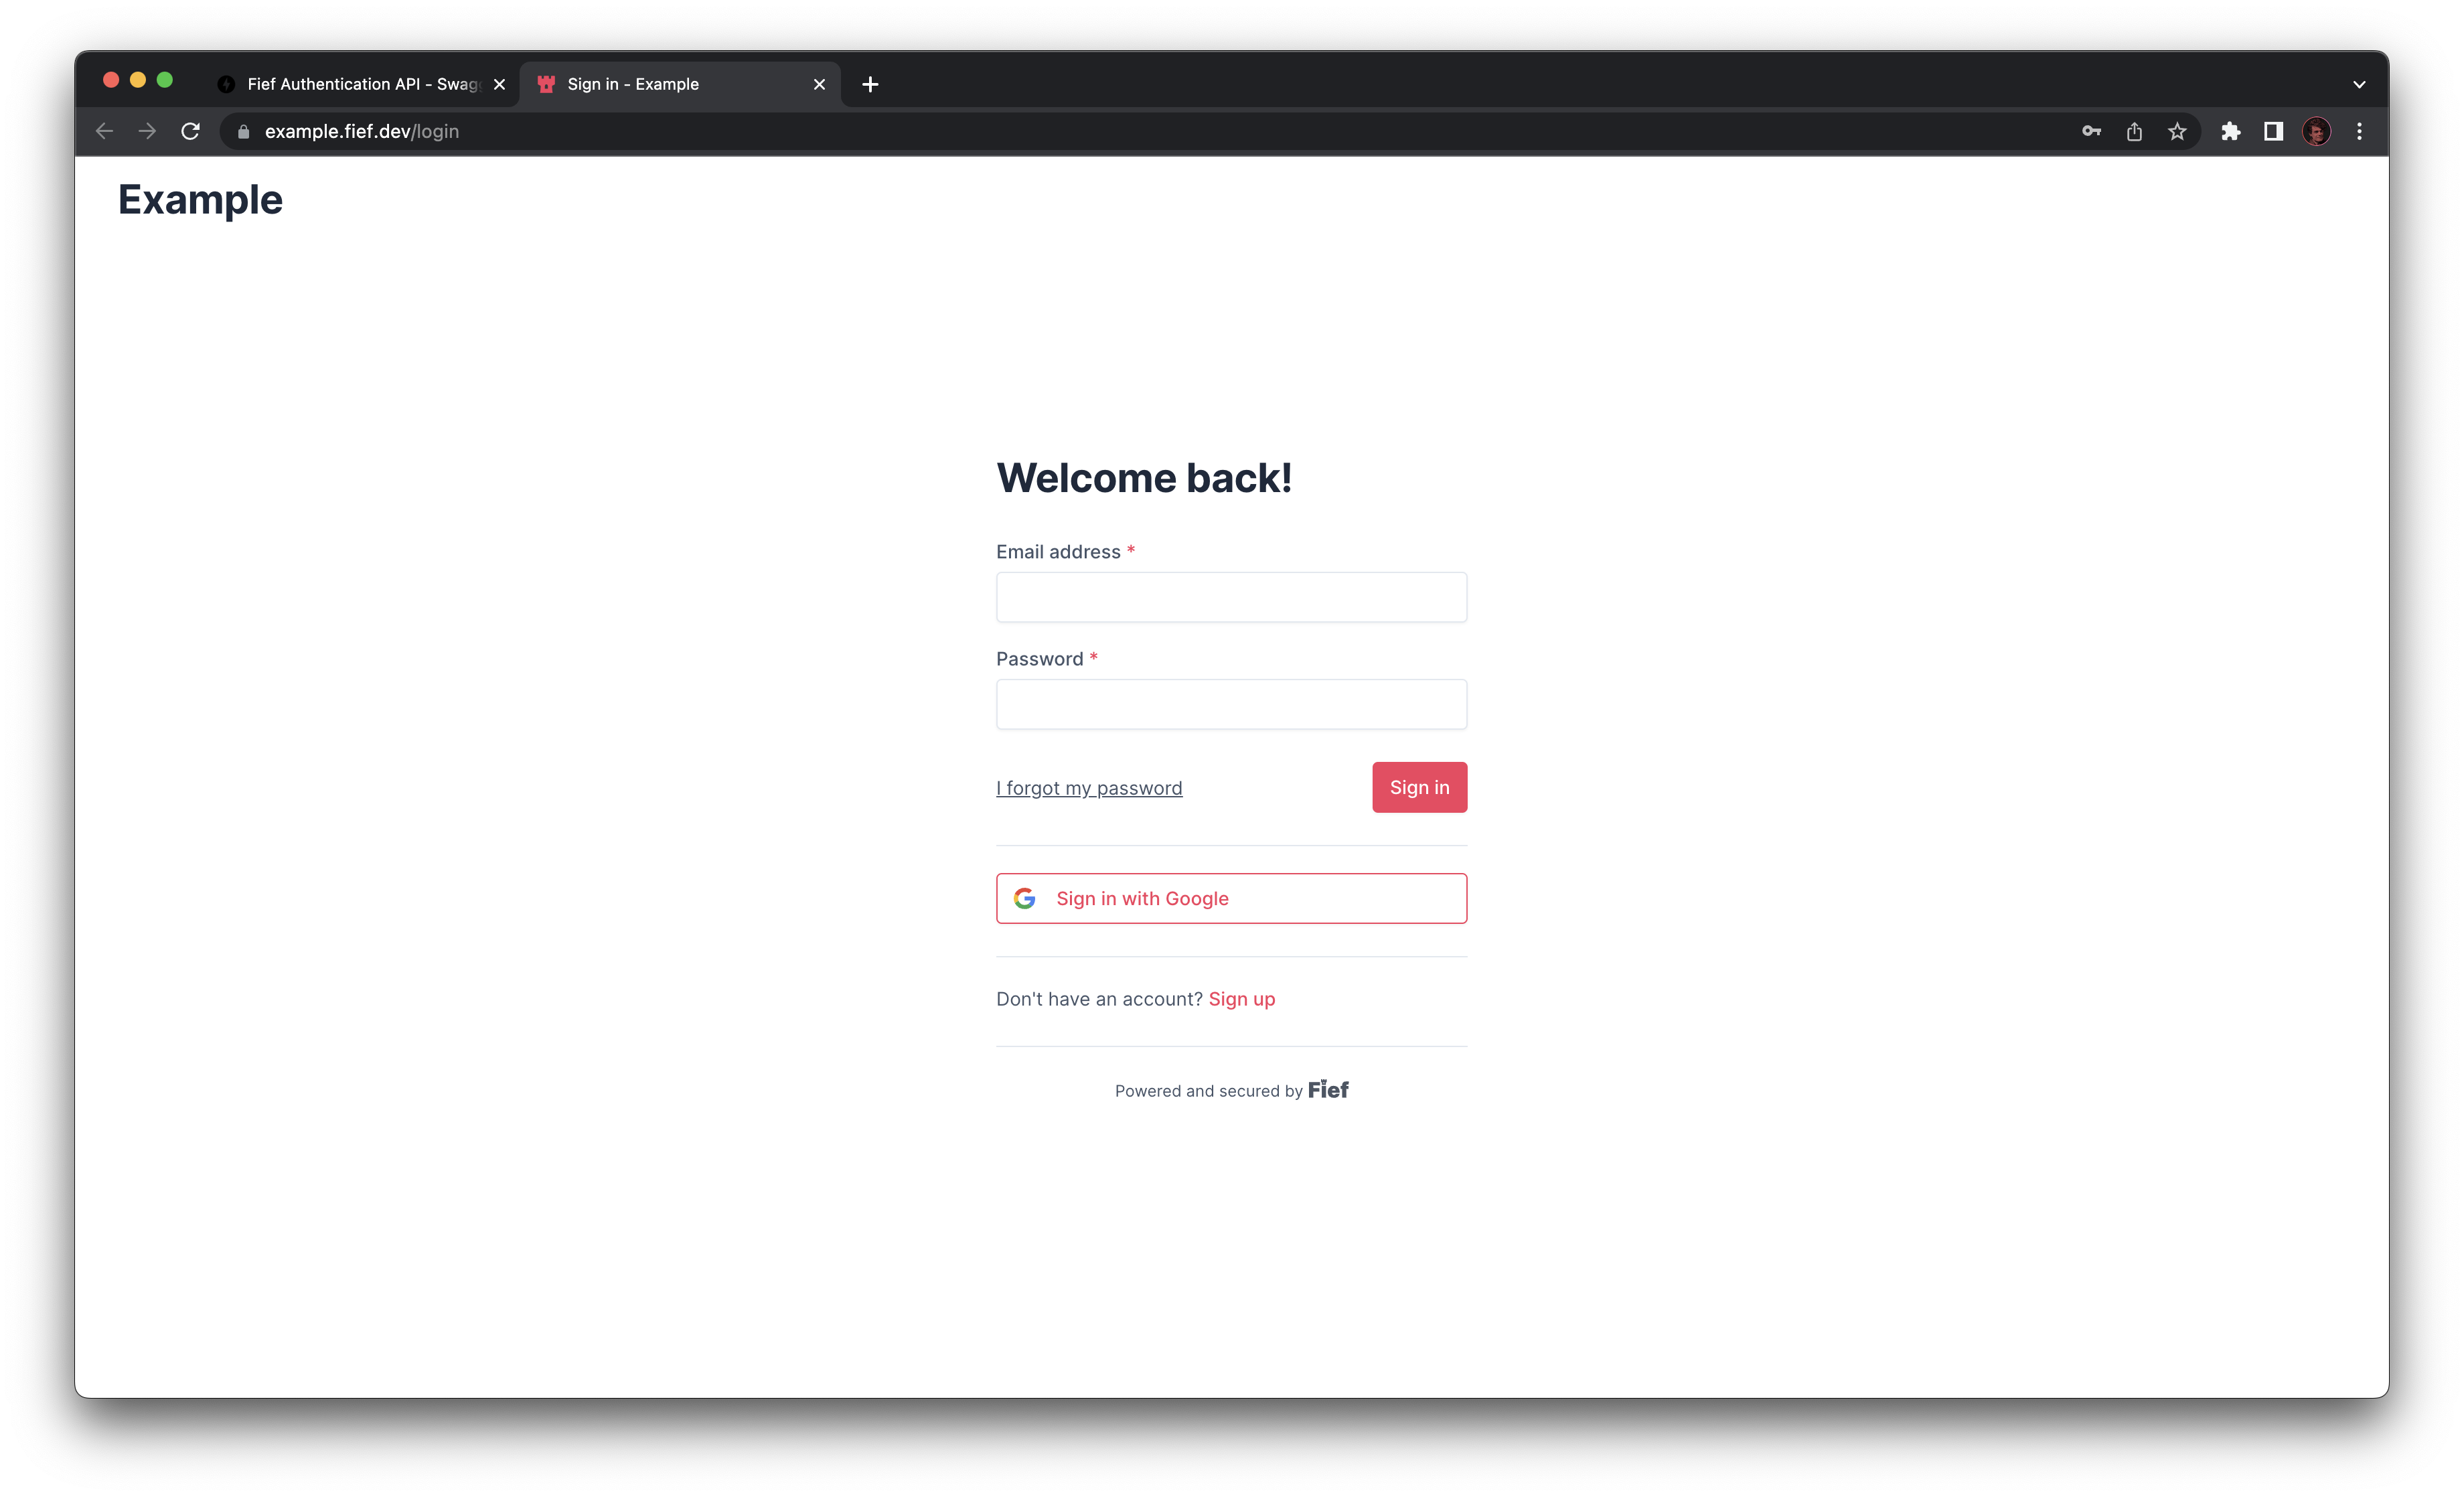 Fief Authentication API - Swag
Sign in - Example
example.fief.dev/login
Example
Welcome back!
Email address *
Password *
I forgot my password
Sign in
Sign in with Google
Don't have an account? Sign up
Powered and secured by Fief